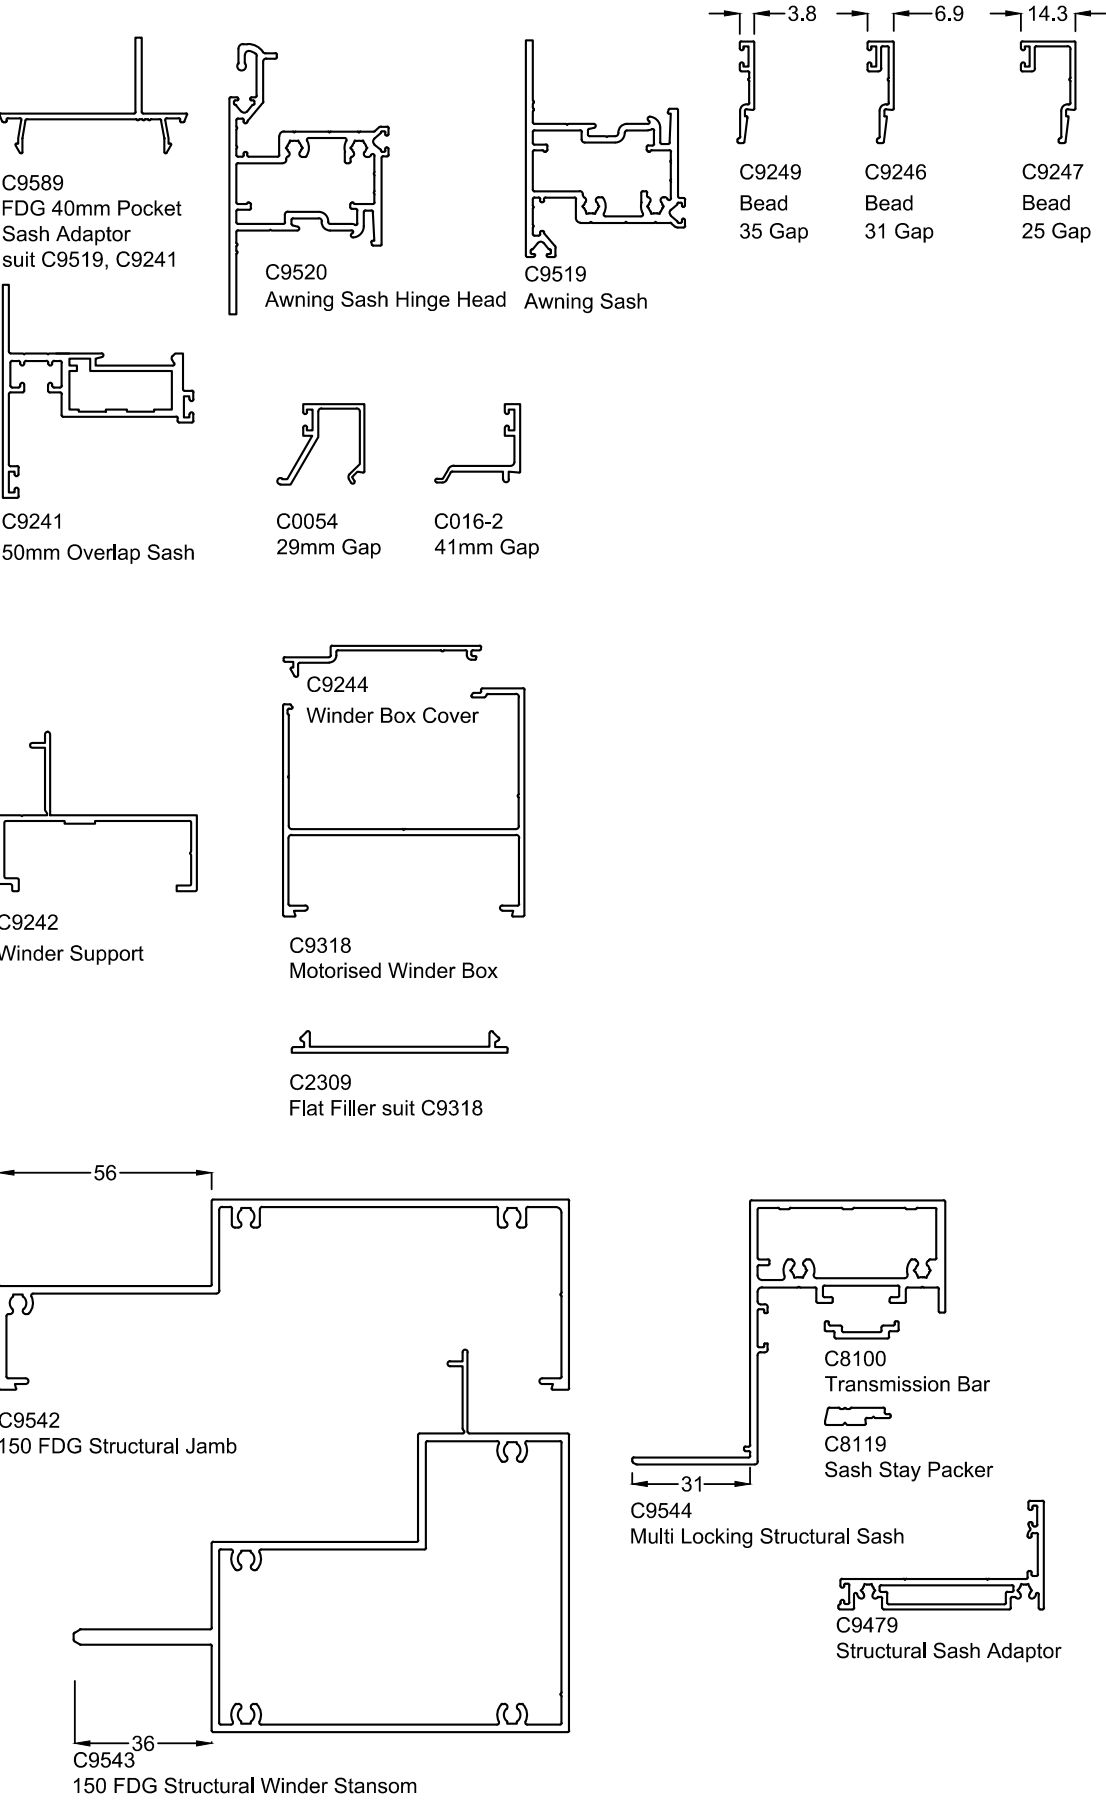 3.8
6.9
14.3
C9589
FDG 40mm Pocket
Sash Adaptor
suit C9519, C9241
C9520
Awning Sash Hinge Head
C9519
Awning Sash
C9249
Bead
35 Gap
C9246
Bead
31 Gap
C9247
Bead
25 Gap
C9241
50mm Overlap Sash
C0054
29mm Gap
C016-2
41mm Gap
C9244
Winder Box Cover
C9242
Winder Support
C9318
Motorised Winder Box
C2309
Flat Filler suit C9318
56
C9542
150 FDG Structural Jamb
C8100
Transmission Bar
C8119
Sash Stay Packer
31
C9544
Multi Locking Structural Sash
C9479
Structural Sash Adaptor
36
C9543
150 FDG Structural Winder Stansom